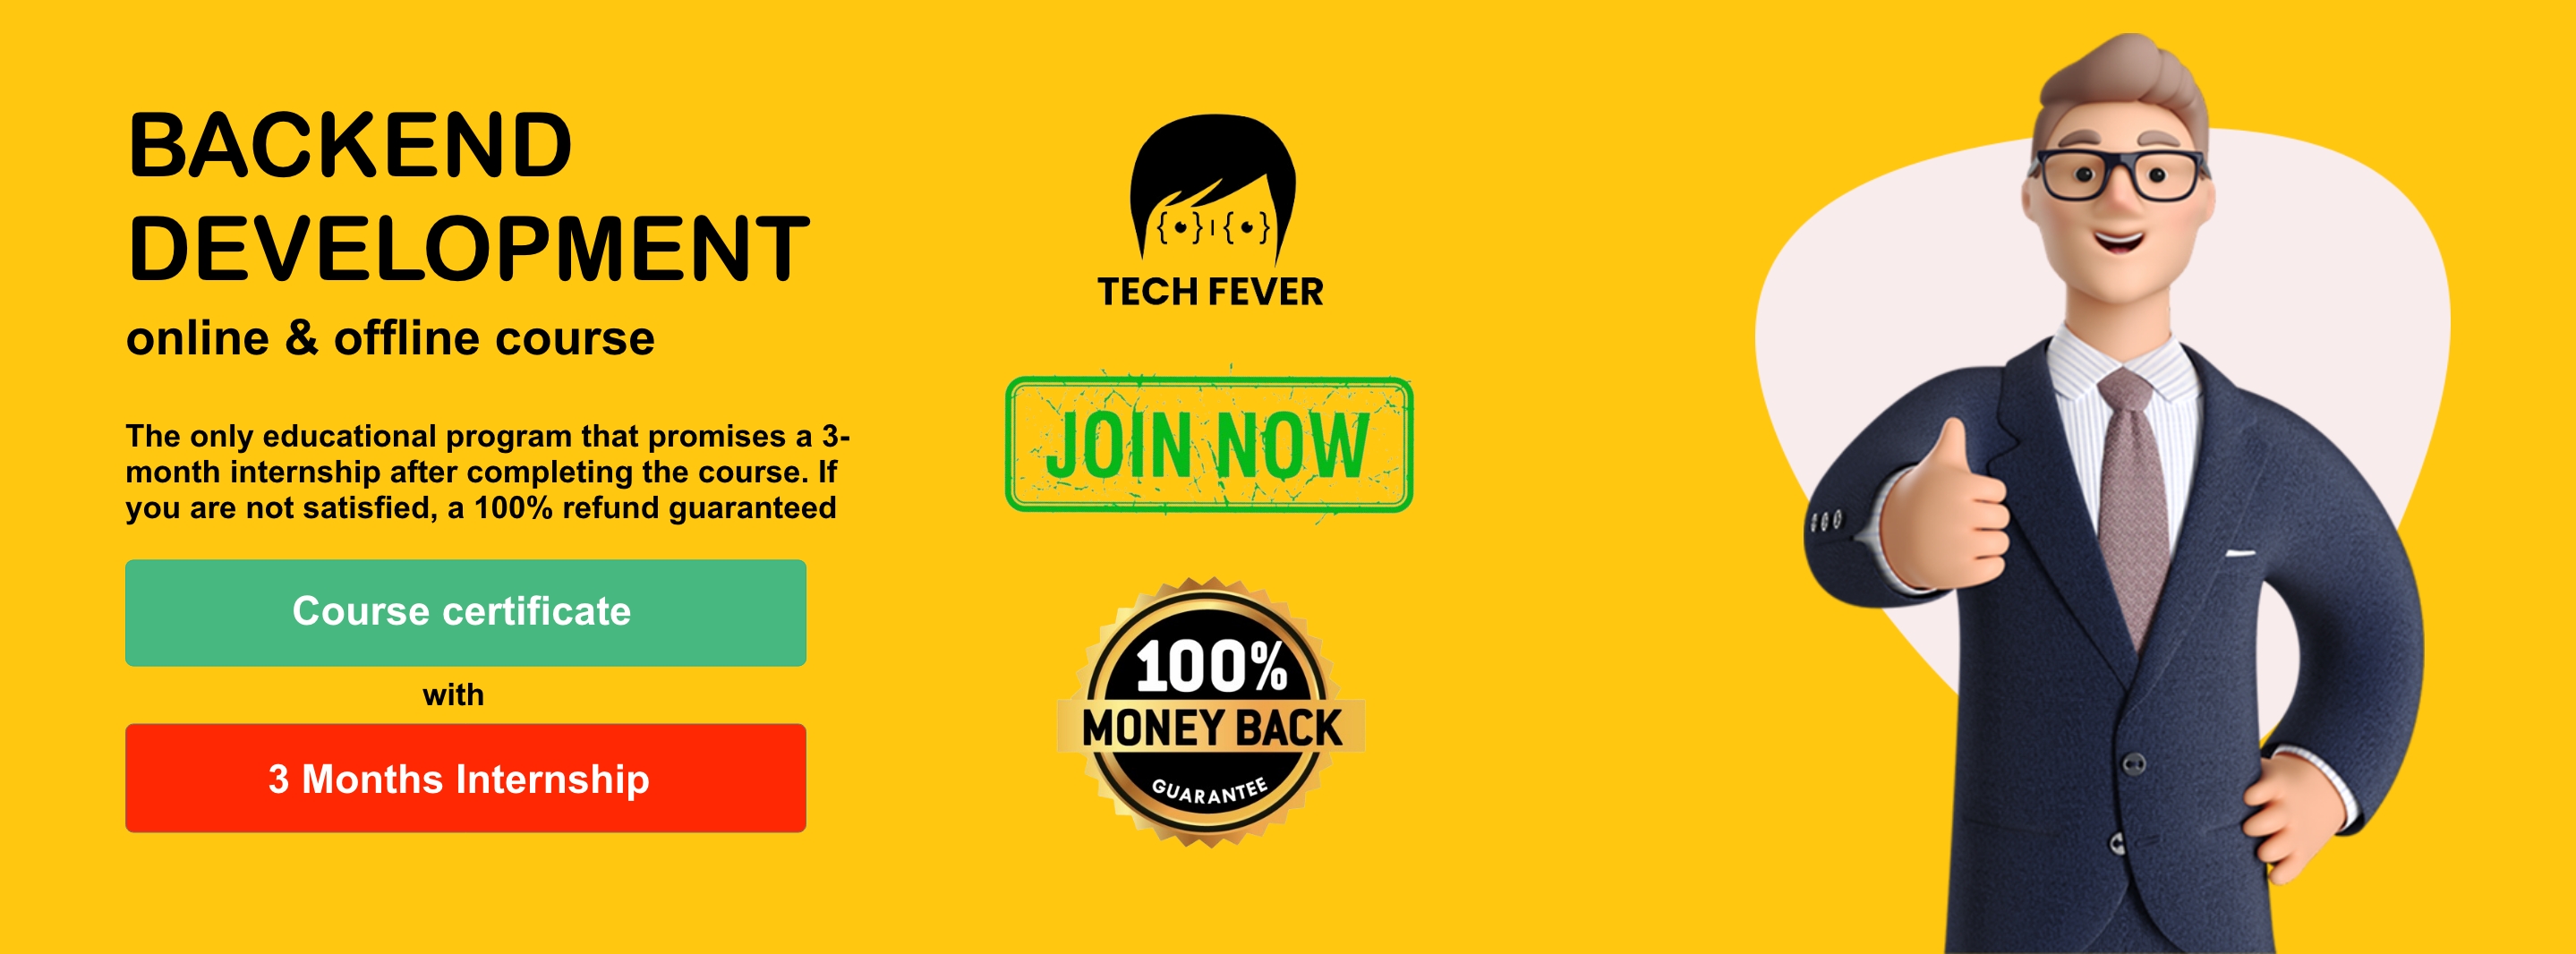 BACKEND
DEVELOPMENT
online & offline course
The only educational program that promises a 3-
month internship after completing the course. If
you are not satisfied, a 100% refund guaranteed
Course certificate
with
3 Months Internship
{•}|{•}
TECH FEVER
JOIN NOW
100%
MONEY BACK
GUARANTEE